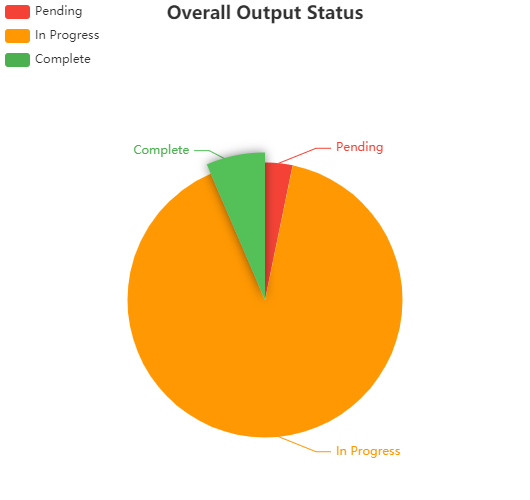 Overall Output Status
Pending
In Progress
Complete
Complete
Pending
In Progress